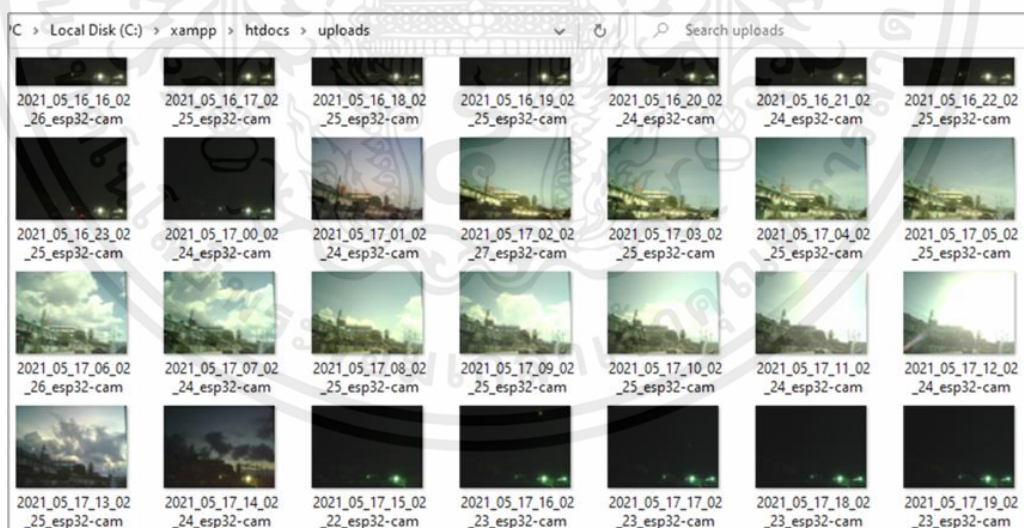 PC > Local Disk (C:) > xampp > htdocs > uploads Search uploads
2021_05_16_16_02 2021_05_16_17_02 2021_05_16_18_02 2021_05_16_19_02 2021_05_16_20_02 2021_05_16_21_02 2021_05_16_22_02
_26_esp32-cam _25_esp32-cam _25_esp32-cam _25_esp32-cam _24_esp32-cam _24_esp32-cam _25_esp32-cam
2021_05_16_23_02 2021_05_17_00_02 2021_05_17_01_02 2021_05_17_02_02 2021_05_17_03_02 2021_05_17_04_02 2021_05_17_05_02
_25_esp32-cam _24_esp32-cam _24_esp32-cam _27_esp32-cam _25_esp32-cam _25_esp32-cam _25_esp32-cam
2021_05_17_06_02 2021_05_17_07_02 2021_05_17_08_02 2021_05_17_09_02 2021_05_17_10_02 2021_05_17_11_02 2021_05_17_12_02
_26_esp32-cam _24_esp32-cam _25_esp32-cam _25_esp32-cam _25_esp32-cam _24_esp32-cam _24_esp32-cam
2021_05_17_13_02 2021_05_17_14_02 2021_05_17_15_02 2021_05_17_16_02 2021_05_17_17_02 2021_05_17_18_02 2021_05_17_19_02
_25_esp32-cam _24_esp32-cam _22_esp32-cam _23_esp32-cam _23_esp32-cam _23_esp32-cam _23_esp32-cam